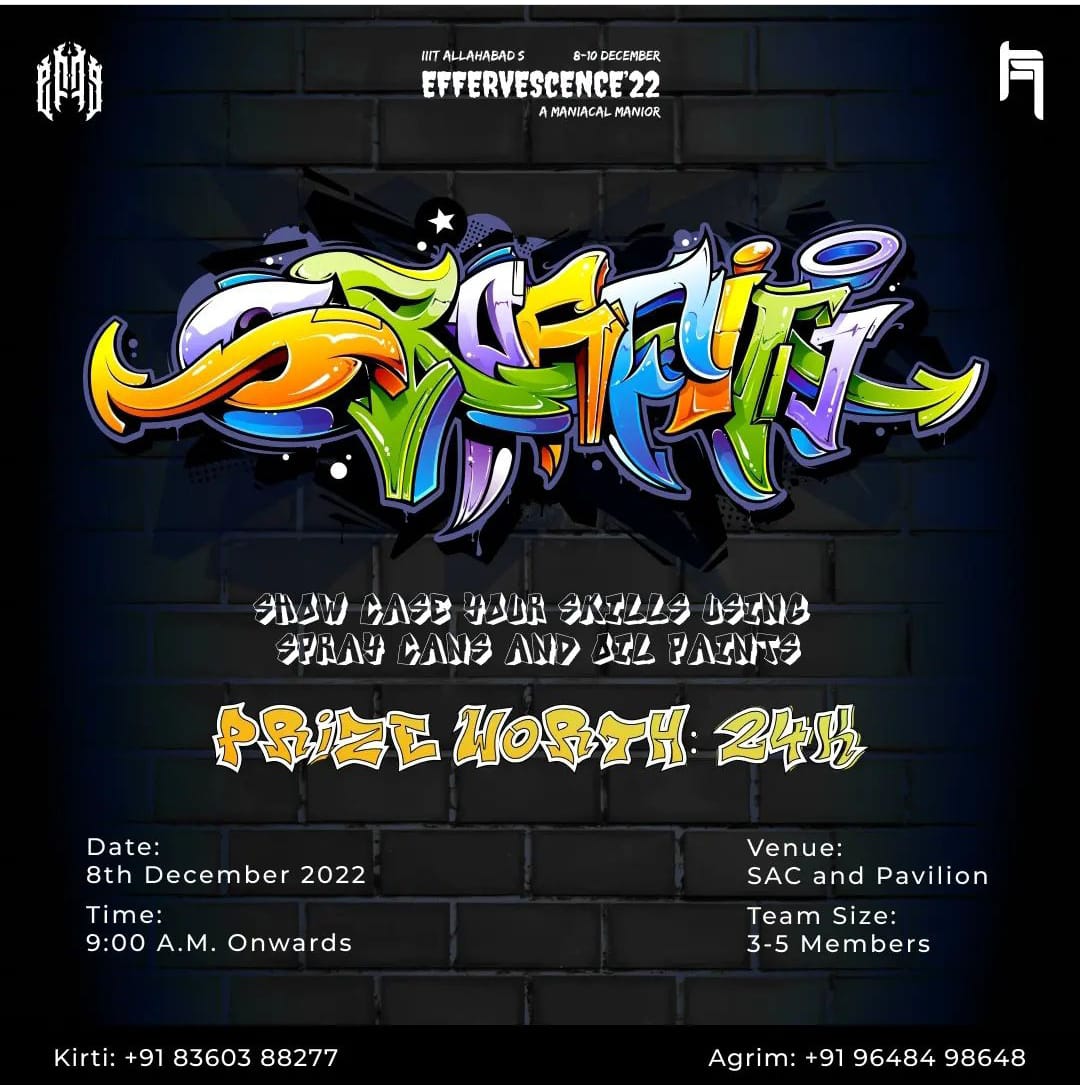 IIIT ALLAHABAD S 8-10 DECEMBER
EFFERVESCENCE'22
A MANIACAL MANIOR
SHOW CASE YOUR SKILLS USING
SPRAY CANS AND OIL PAINTS
PRIZE WORTH: 24K
Date:
8th December 2022
Time:
9:00 A.M. Onwards
Venue:
SAC and Pavilion
Team Size:
3-5 Members
Kirti: +91 83603 88277
Agrim: +91 96484 98648